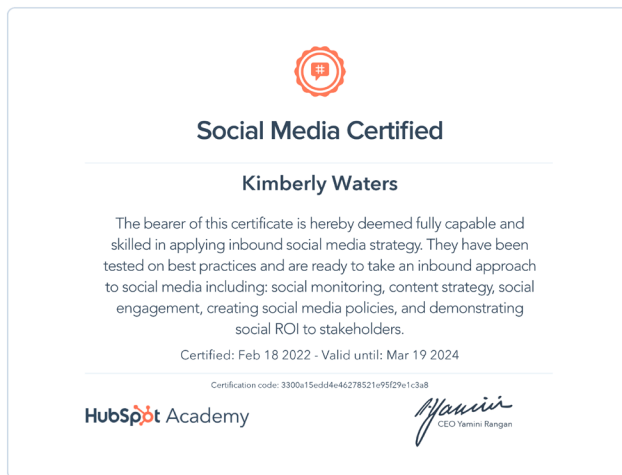 #
Social Media Certified
Kimberly Waters
The bearer of this certificate is hereby deemed fully capable and
skilled in applying inbound social media strategy. They have been
tested on best practices and are ready to take an inbound approach
to social media including: social monitoring, content strategy, social
engagement, creating social media policies, and demonstrating
social ROI to stakeholders.
Certified: Feb 18 2022 - Valid until: Mar 19 2024
Certification code: 3300a15edd4e46278521e95f29e1c3a8
HubSpot Academy
Yamini
CEO Yamini Rangan